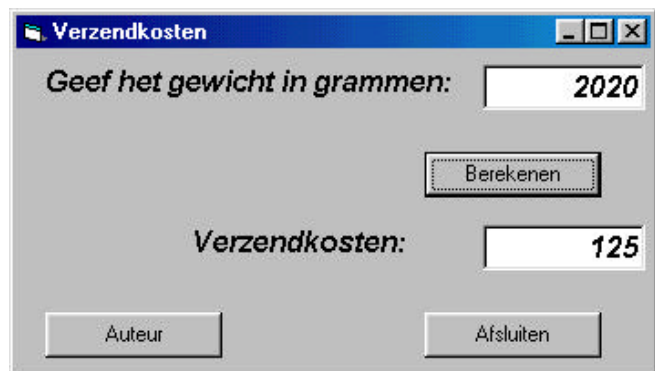 Verzendkosten
Geef het gewicht in grammen: 2020
Berekenen
Verzendkosten: 125
Auteur Afsluiten